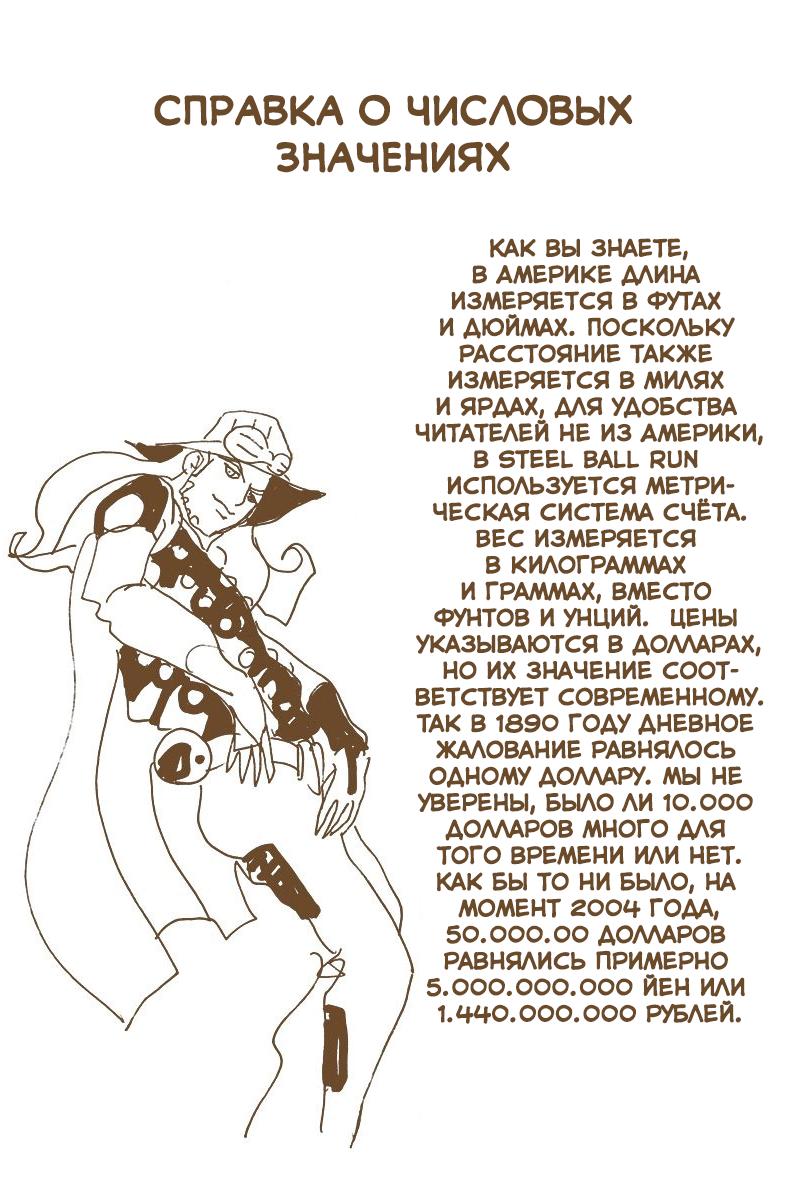 СПРАВКА О ЧИСЛОВЫХ
ЗНАЧЕНИЯХ
КАК ВЫ ЗНАЕТЕ,
В АМЕРИКЕ ДЛИНА
ИЗМЕРЯЕТСЯ В ФУТАХ
И ДЮЙМАХ. ПОСКОЛЬКУ
РАССТОЯНИЕ ТАКЖЕ
ИЗМЕРЯЕТСЯ В МИЛЯХ
И ЯРДАХ, ДЛЯ УДОБСТВА
ЧИТАТЕЛЕЙ НЕ ИЗ АМЕРИКИ,
В STEEL BALL RUN
ИСПОЛЬЗУЕТСЯ МЕТРИ-
ЧЕСКАЯ СИСТЕМА СЧЁТА.
ВЕС ИЗМЕРЯЕТСЯ
В КИЛОГРАММАХ
И ГРАММАХ, ВМЕСТО
ФУНТОВ И УНЦИЙ. ЦЕНЫ
УКАЗЫВАЮТСЯ В ДОЛЛАРАХ,
НО ИХ ЗНАЧЕНИЕ СООТ-
ВЕТСТВУЕТ СОВРЕМЕННОМУ.
ТАК В 1890 ГОДУ ДНЕВНОЕ
ЖАЛОВАНИЕ РАВНЯЛОСЬ
ОДНОМУ ДОЛЛАРУ. МЫ НЕ
УВЕРЕНЫ, БЫЛО ЛИ 10.000
ДОЛЛАРОВ МНОГО ДЛЯ
ТОГО ВРЕМЕНИ ИЛИ НЕТ.
КАК БЫ ТО НИ БЫЛО, НА
МОМЕНТ 2004 ГОДА,
50.000.00 ДОЛЛАРОВ
РАВНЯЛИСЬ ПРИМЕРНО
5.000.000.000 ЙЕН ИЛИ
1.440.000.000 РУБЛЕЙ.